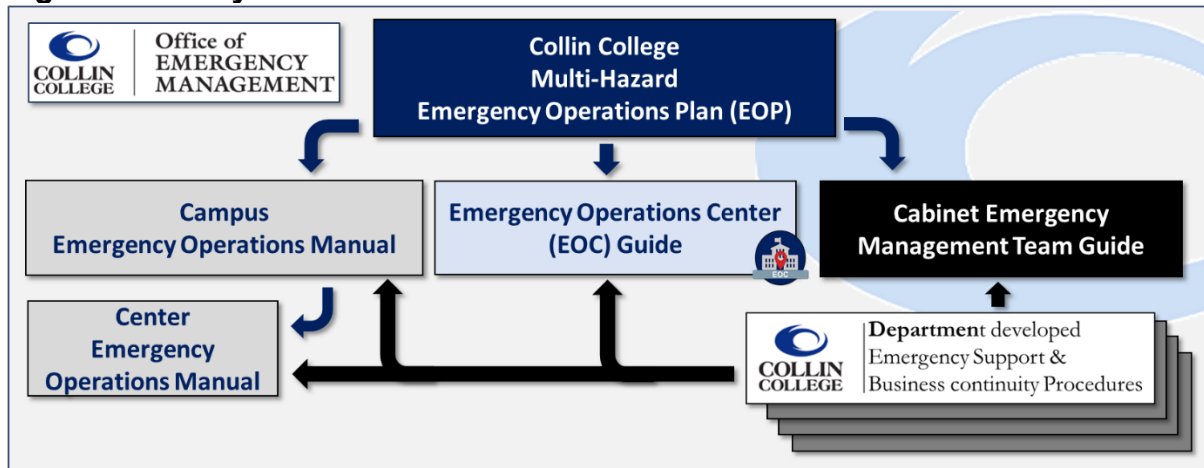 COLLIN
COLLEGE
Office of
EMERGENCY
MANAGEMENT
Collin College
Multi-Hazard
Emergency Operations Plan (EOP)
Campus
Emergency Operations Manual
Emergency Operations Center
(EOC) Guide
EOC
Cabinet Emergency
Management Team Guide
Center
Emergency
Operations Manual
COLLIN
COLLEGE
Department developed
Emergency Support &
Business continuity Procedures